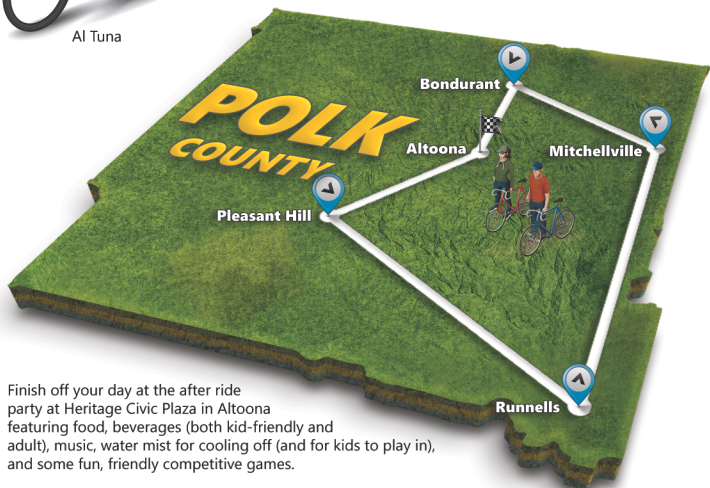 Al Tuna
Bondurant
POLK
COUNTY
Altoona
Mitchellville
Pleasant Hill
Runnells
Finish off your day at the after ride
party at Heritage Civic Plaza in Altoona
featuring food, beverages (both kid-friendly and
adult), music, water mist for cooling off (and for kids to play in),
and some fun, friendly competitive games.